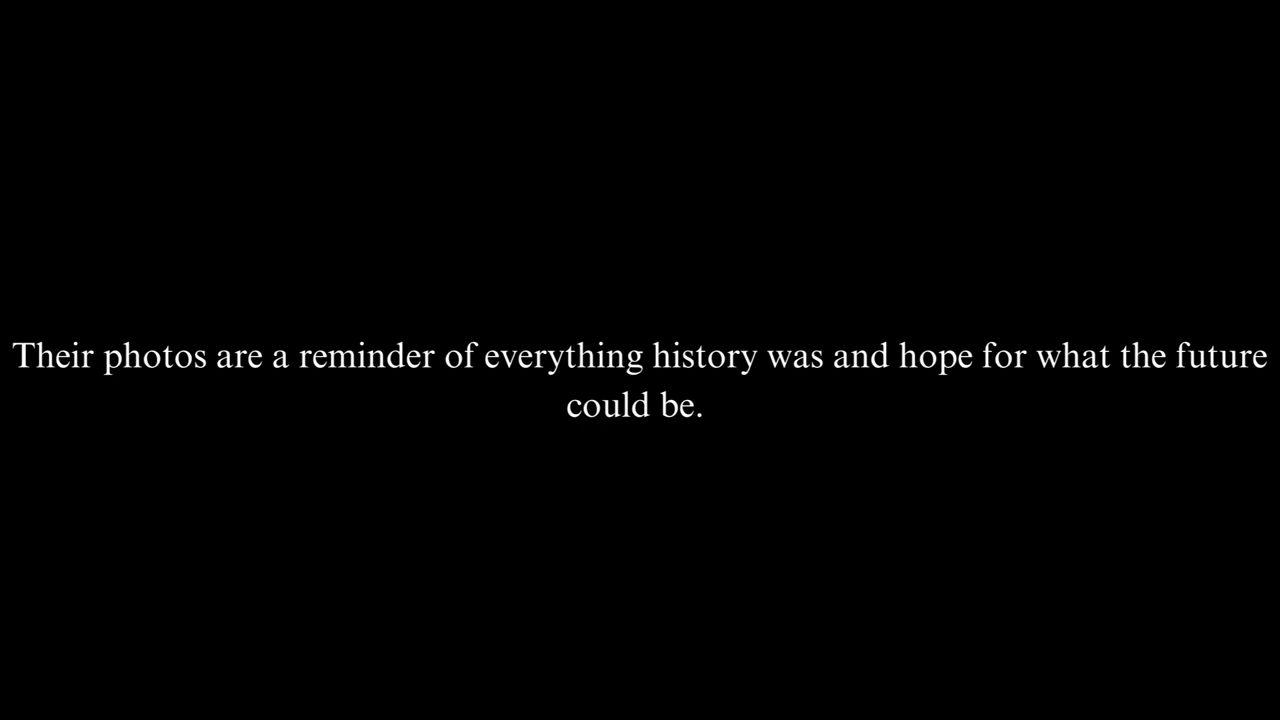 Their photos are a reminder of everything history was and hope for what the future
could be.